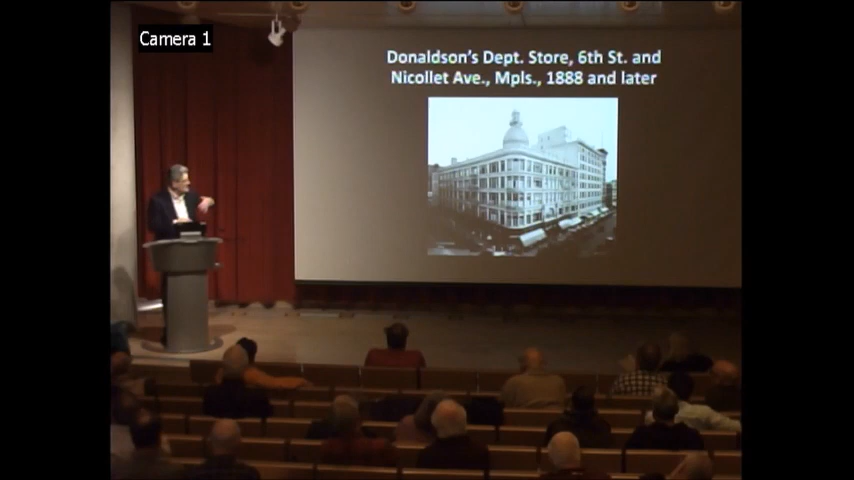 Camera 1
Donaldson's Dept. Store, 6th St. and
Nicollet Ave., Mpls., 1888 and later